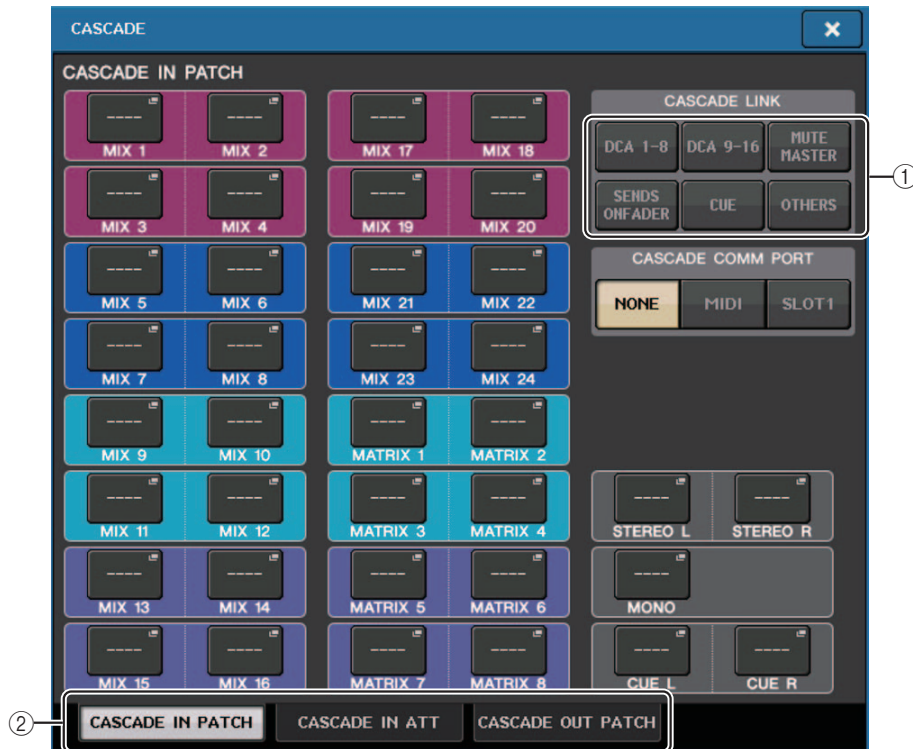 CASCADE
×
CASCADE IN PATCH
---- ---- ---- ----
MIX 1 MIX 2 MIX 17 MIX 18
---- ---- ---- ----
MIX 3 MIX 4 MIX 19 MIX 20
---- ---- ---- ----
MIX 5 MIX 6 MIX 21 MIX 22
---- ---- ---- ----
MIX 7 MIX 8 MIX 23 MIX 24
---- ---- ---- ----
MIX 9 MIX 10 MATRIX 1 MATRIX 2
---- ---- ---- ----
MIX 11 MIX 12 MATRIX 3 MATRIX 4
---- ---- ---- ----
MIX 13 MIX 14 MATRIX 5 MATRIX 6
---- ---- ---- ----
MIX 15 MIX 16 MATRIX 7 MATRIX 8
CASCADE LINK
DCA 1-8 DCA 9-16 MUTE MASTER
SENDS ONFADER CUE OTHERS
①
CASCADE COMM PORT
NONE MIDI SLOT1
---- ----
STEREO L STEREO R
----
MONO
---- ----
CUE L CUE R
②
CASCADE IN PATCH CASCADE IN ATT CASCADE OUT PATCH